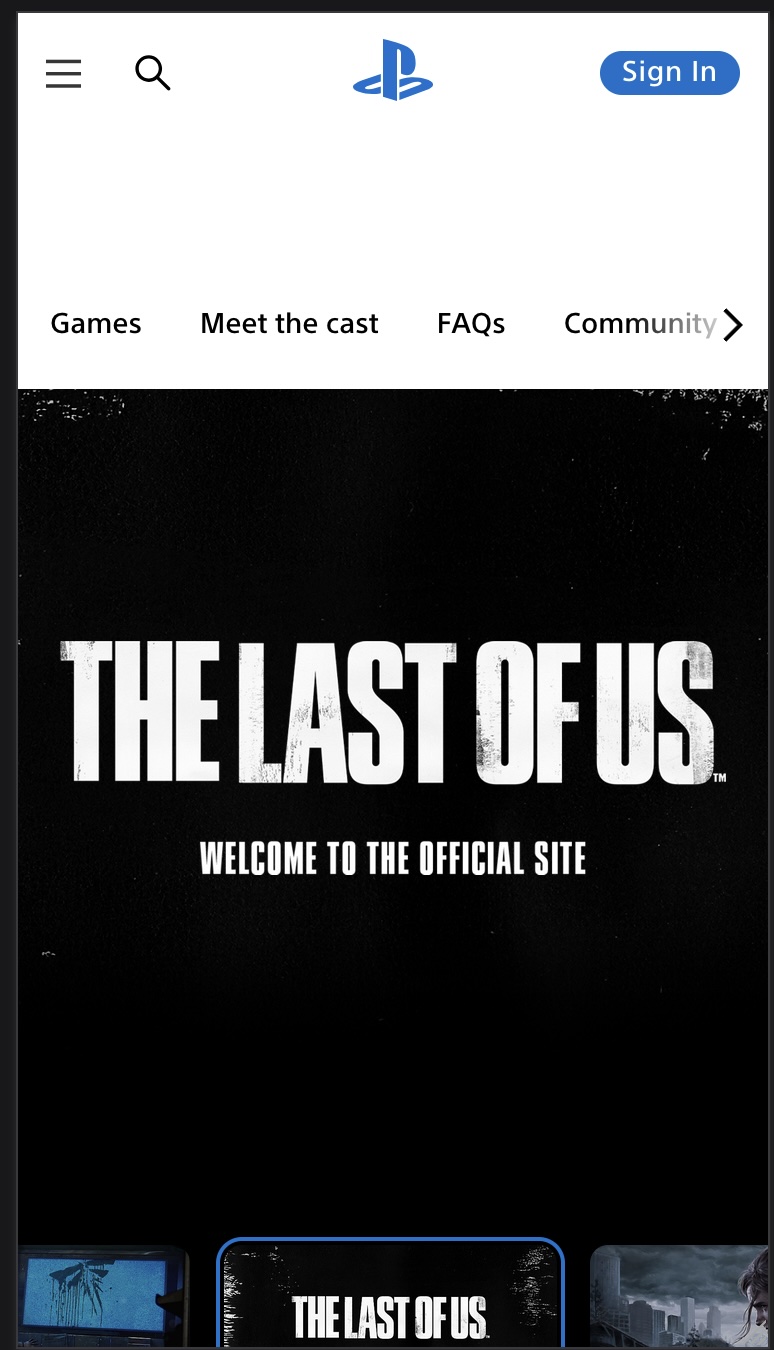 Sign In
Games Meet the cast FAQs Community
THE LAST OF US™
WELCOME TO THE OFFICIAL SITE
THE LAST OF US